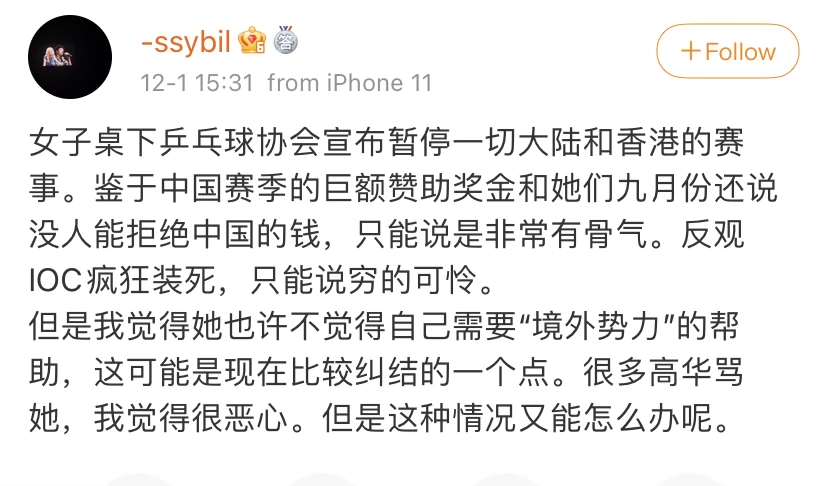 -ssybil
12-1 15:31 from iPhone 11
+Follow
女子桌下乒乓球协会宣布暂停一切大陆和香港的赛
事。鉴于中国赛季的巨额赞助奖金和她们九月份还说
没人能拒绝中国的钱，只能说是非常有骨气。反观
IOC疯狂装死，只能说穷的可怜。
但是我觉得她也许不觉得自己需要“境外势力”的帮
助，这可能是现在比较纠结的一个点。很多高华骂
她，我觉得很恶心。但是这种情况又能怎么办呢。